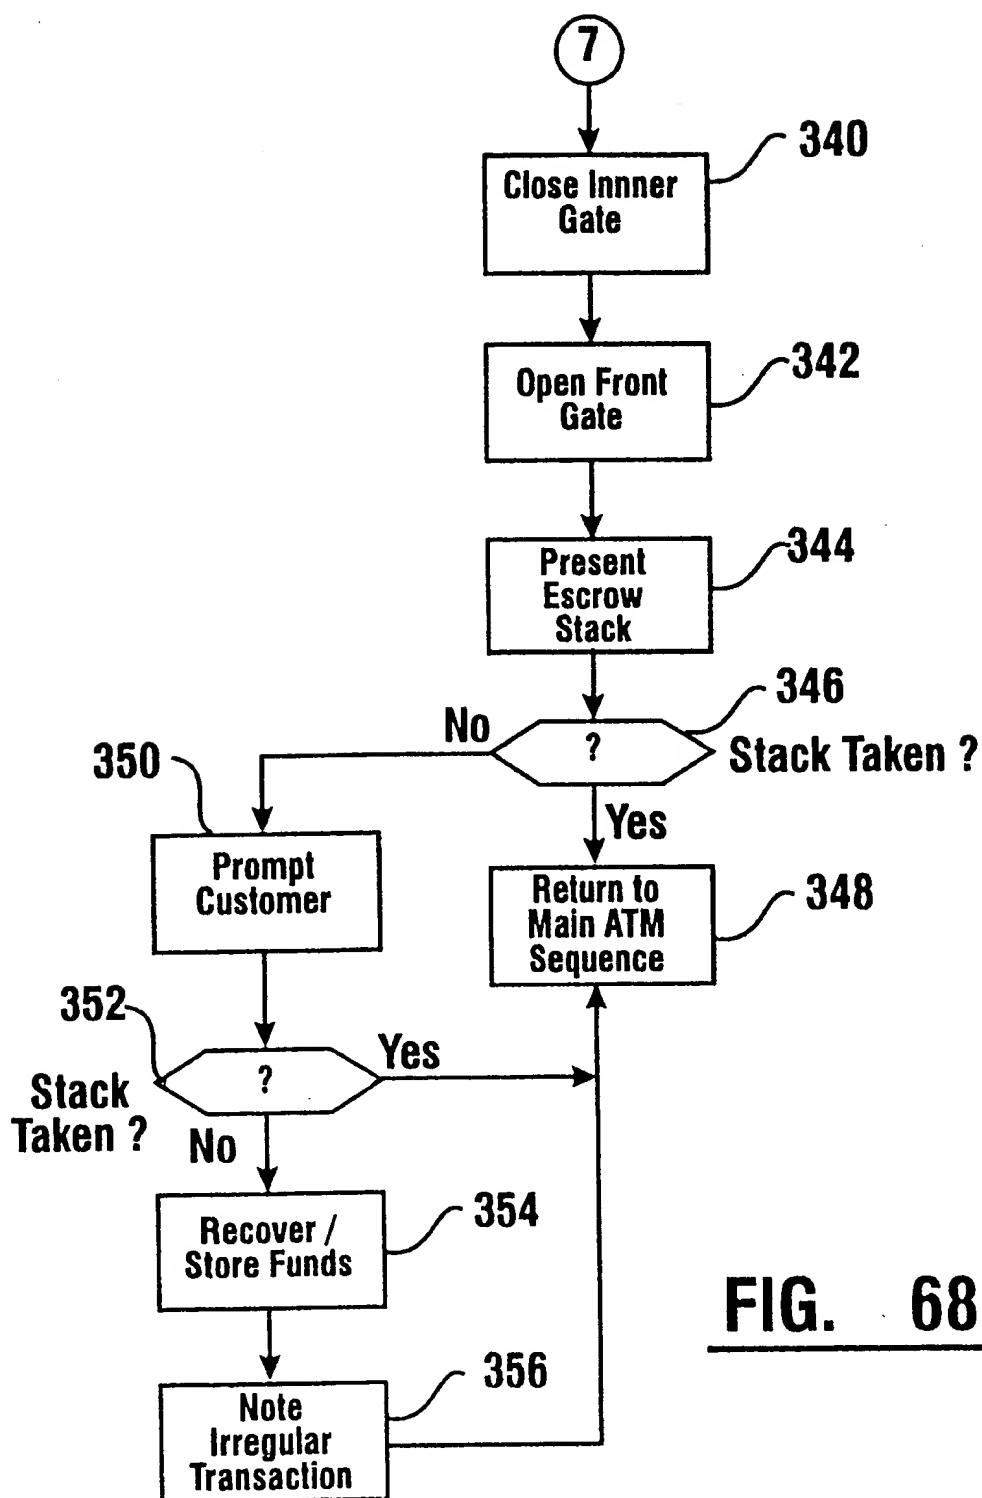 7
340
Close Innner
Gate
342
Open Front
Gate
344
Present
Escrow
Stack
346
No
?
Stack Taken ?
350
Yes
Prompt
Customer
Return to
Main ATM
Sequence
348
352
Yes
?
Stack
Taken ?
No
354
Recover /
Store Funds
FIG. 68
356
Note
Irregular
Transaction